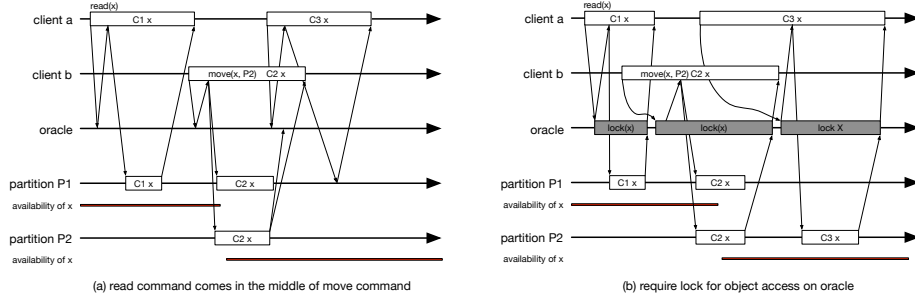 read(x)
client a C1 x C3 x
client b move(x, P2) C2 x
oracle
partition P1 C1 x C2 x
availability of x
partition P2 C2 x
availability of x
(a) read command comes in the middle of move command
read(x)
client a C1 x C3 x
client b move(x, P2) C2 x
oracle lock(x) lock(x) lock X
partition P1 C1 x C2 x
availability of x
partition P2 C2 x C3 x
availability of x
(b) require lock for object access on oracle